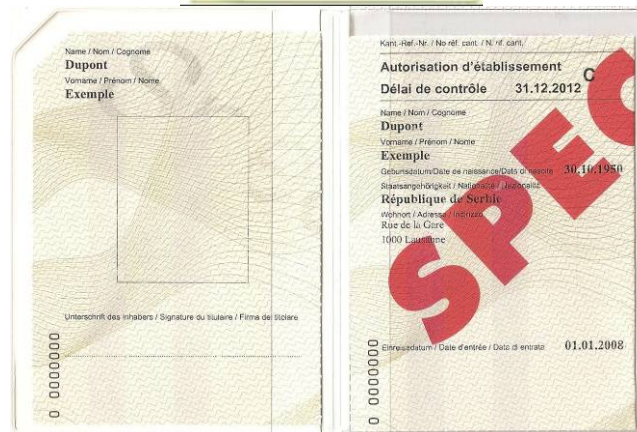 Name / Nom / Cognome
Dupont
Vorname / Prénom / Nome
Exemple
Unterschrift des Inhabers / Signature du titulaire / Firma del titolare
0 0000000
Kant.-Ref.-Nr. / No réf. cant. / N. rif. cant.
Autorisation d'établissement C
Délai de contrôle 31.12.2012
Name / Nom / Cognome
Dupont
Vorname / Prénom / Nome
Exemple
Geburtsdatum/Date de naissance/Data di nascita 30.10.1950
Staatsangehörigkeit / Nationalité / Nazionalità
République de Serbie
Wohnort / Adresse / Indirizzo
Rue de la Gare
1000 Lausanne
SPEC
Einreisedatum / Date d'entrée / Data di entrata 01.01.2008
0 0000000